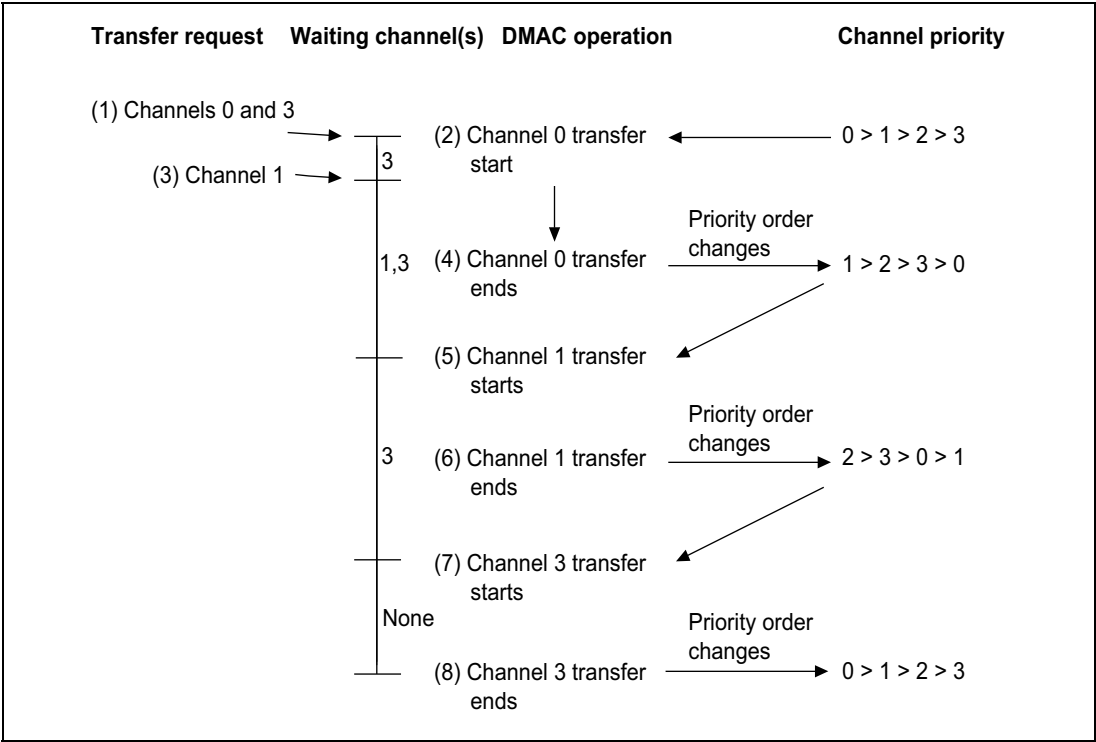 Transfer request Waiting channel(s) DMAC operation Channel priority
(1) Channels 0 and 3
(2) Channel 0 transfer
start
0 > 1 > 2 > 3
3
(3) Channel 1
Priority order
changes
1,3
(4) Channel 0 transfer
ends
1 > 2 > 3 > 0
(5) Channel 1 transfer
starts
Priority order
changes
3
(6) Channel 1 transfer
ends
2 > 3 > 0 > 1
(7) Channel 3 transfer
starts
None
Priority order
changes
(8) Channel 3 transfer
ends
0 > 1 > 2 > 3